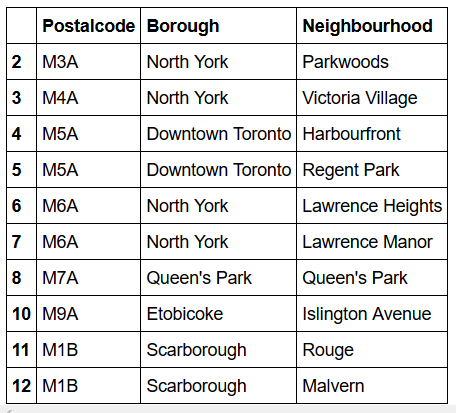 Postalcode Borough Neighbourhood
2 M3A North York Parkwoods
3 M4A North York Victoria Village
4 M5A Downtown Toronto Harbourfront
5 M5A Downtown Toronto Regent Park
6 M6A North York Lawrence Heights
7 M6A North York Lawrence Manor
8 M7A Queen's Park Queen's Park
10 M9A Etobicoke Islington Avenue
11 M1B Scarborough Rouge
12 M1B Scarborough Malvern